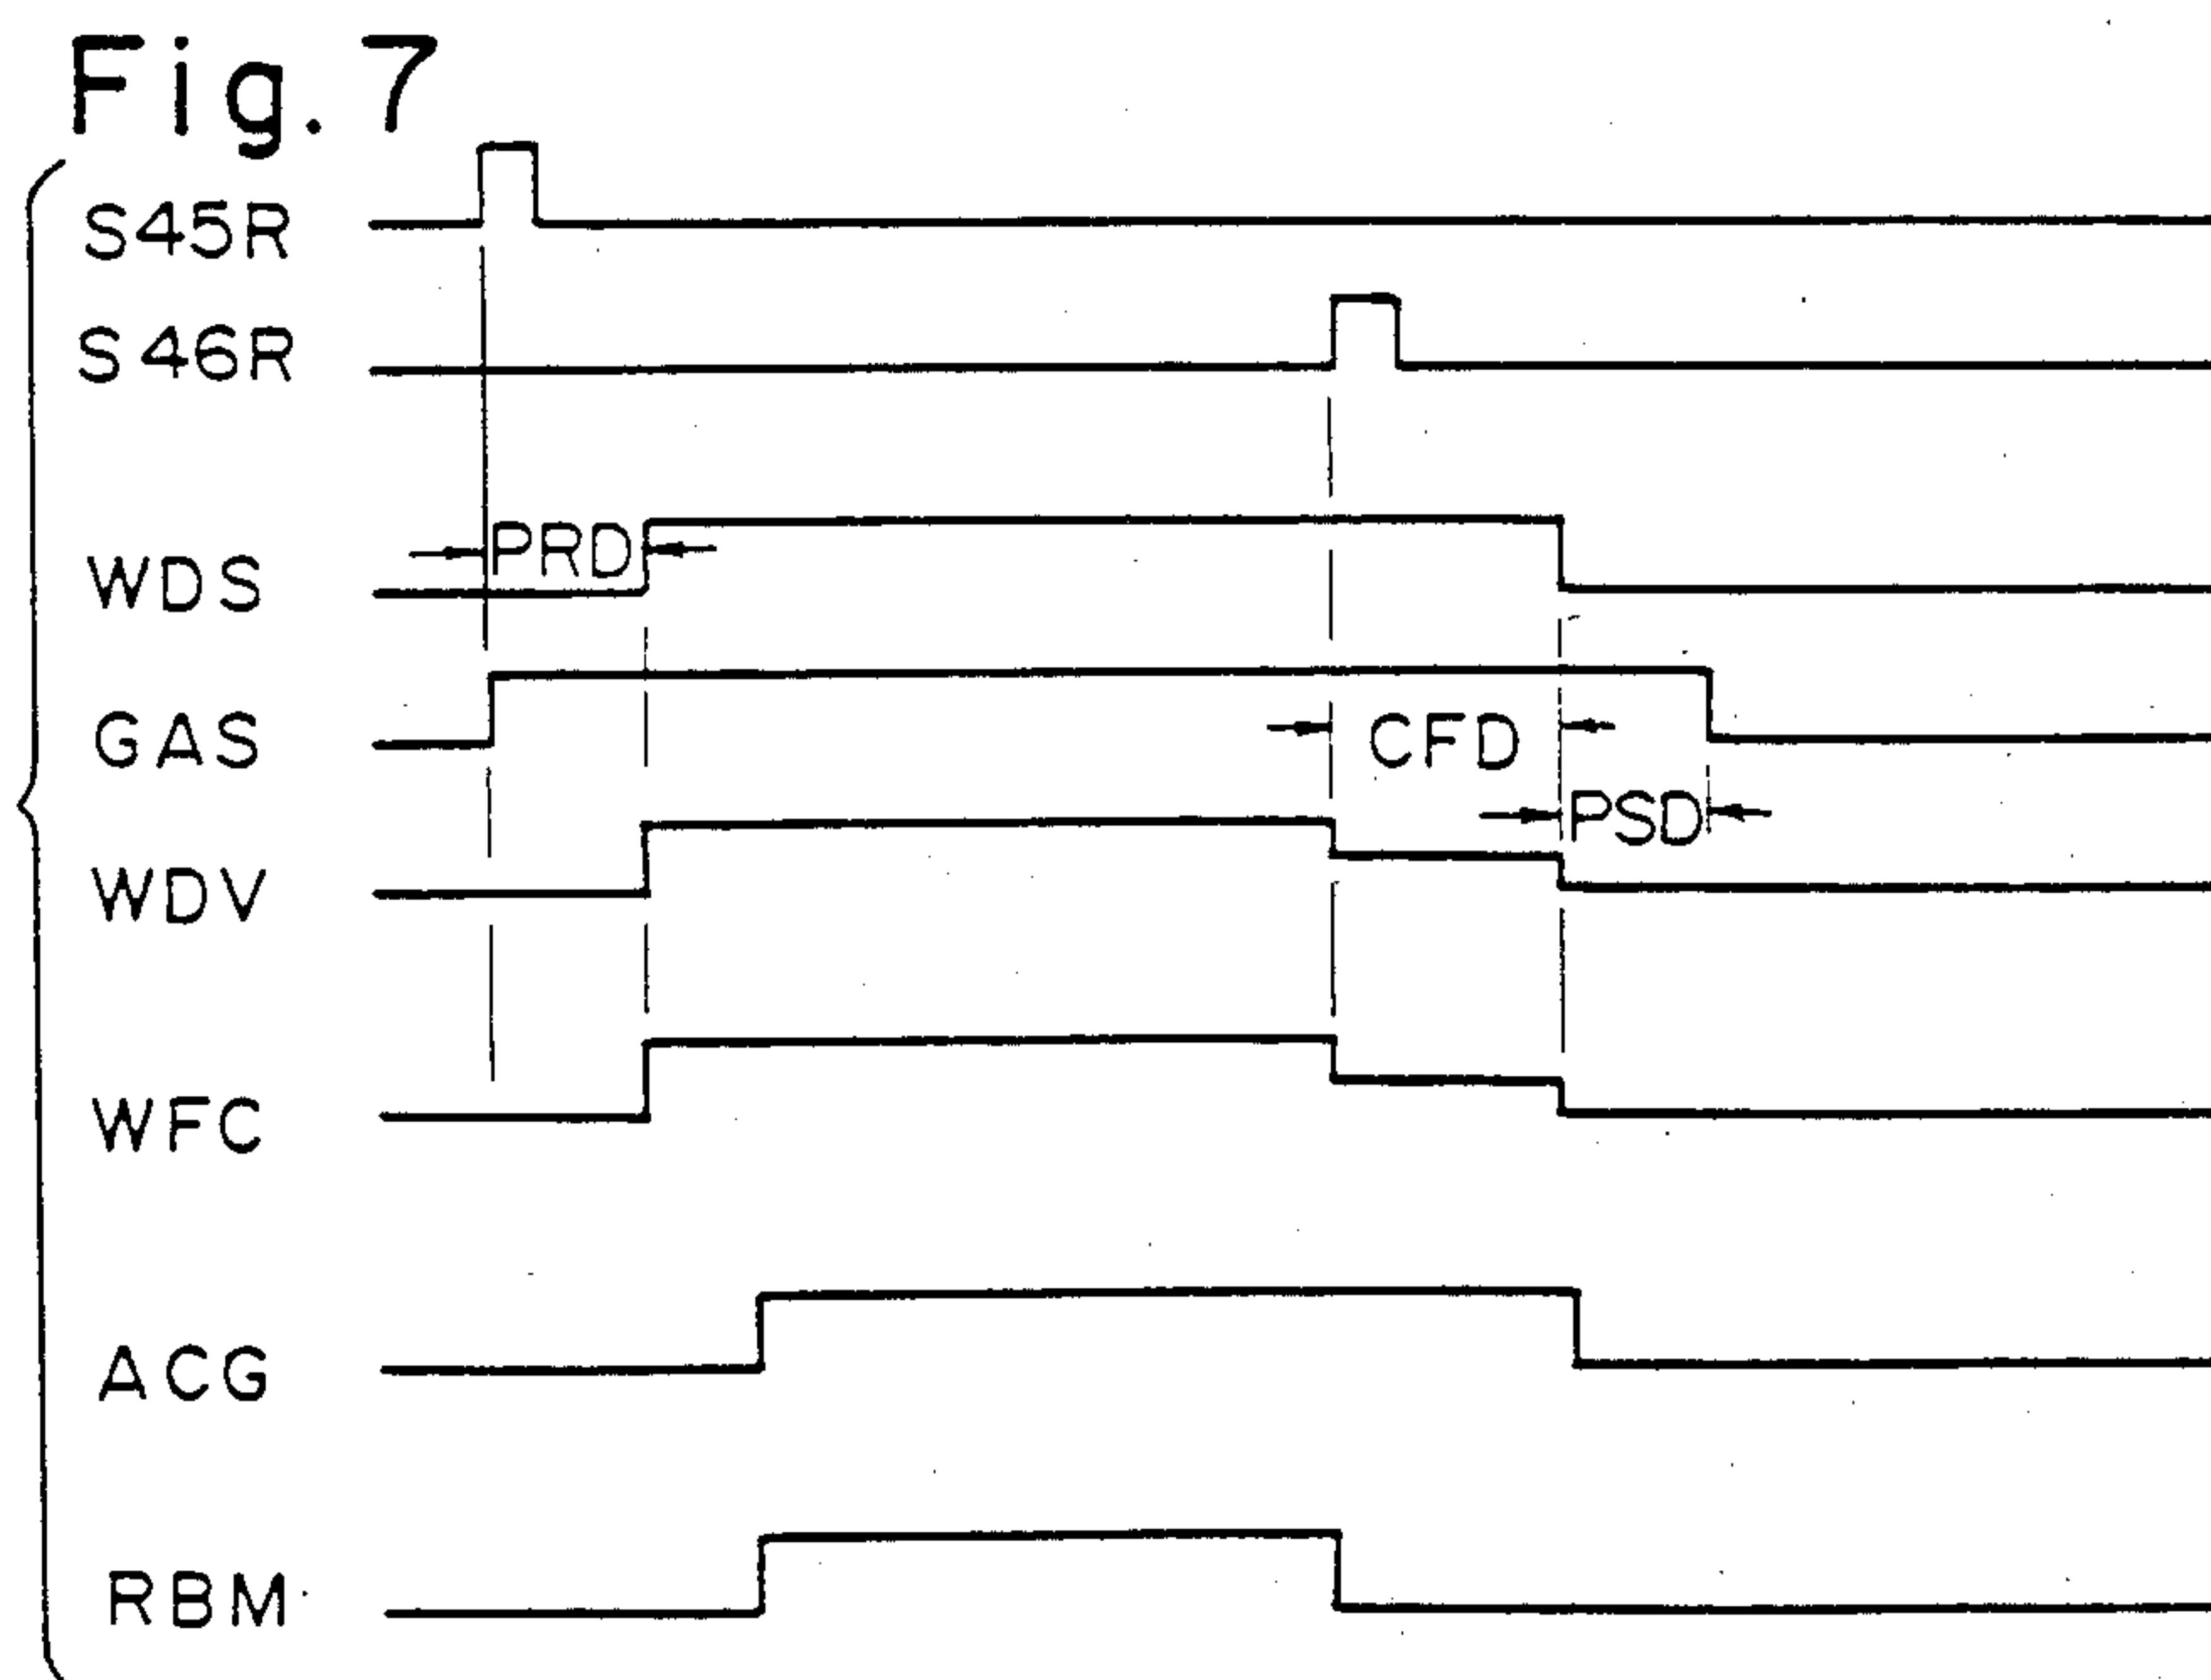 Fig. 7
S45R
S46R
PRD
WDS
GAS
CFD
PSD
WDV
WFC
ACG
RBM